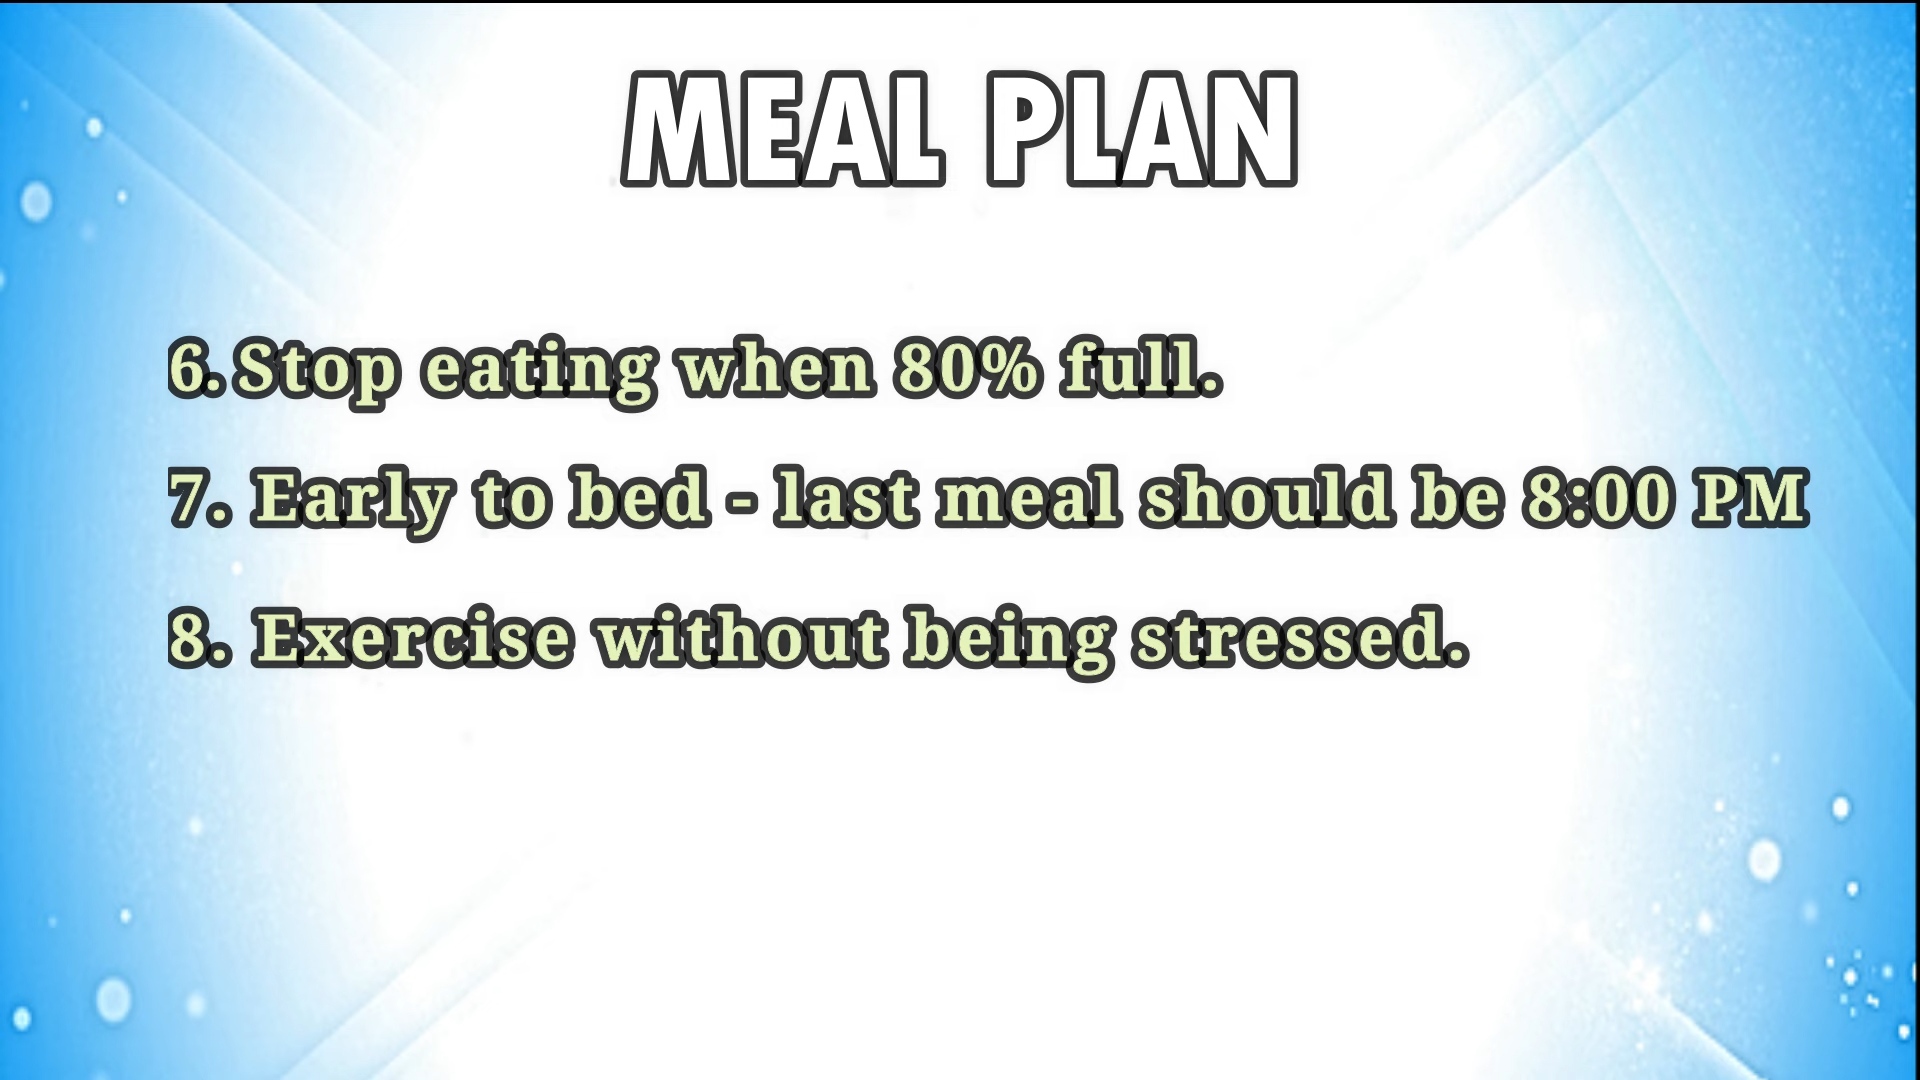 MEAL PLAN
6. Stop eating when 80% full.
7. Early to bed - last meal should be 8:00 PM
8. Exercise without being stressed.